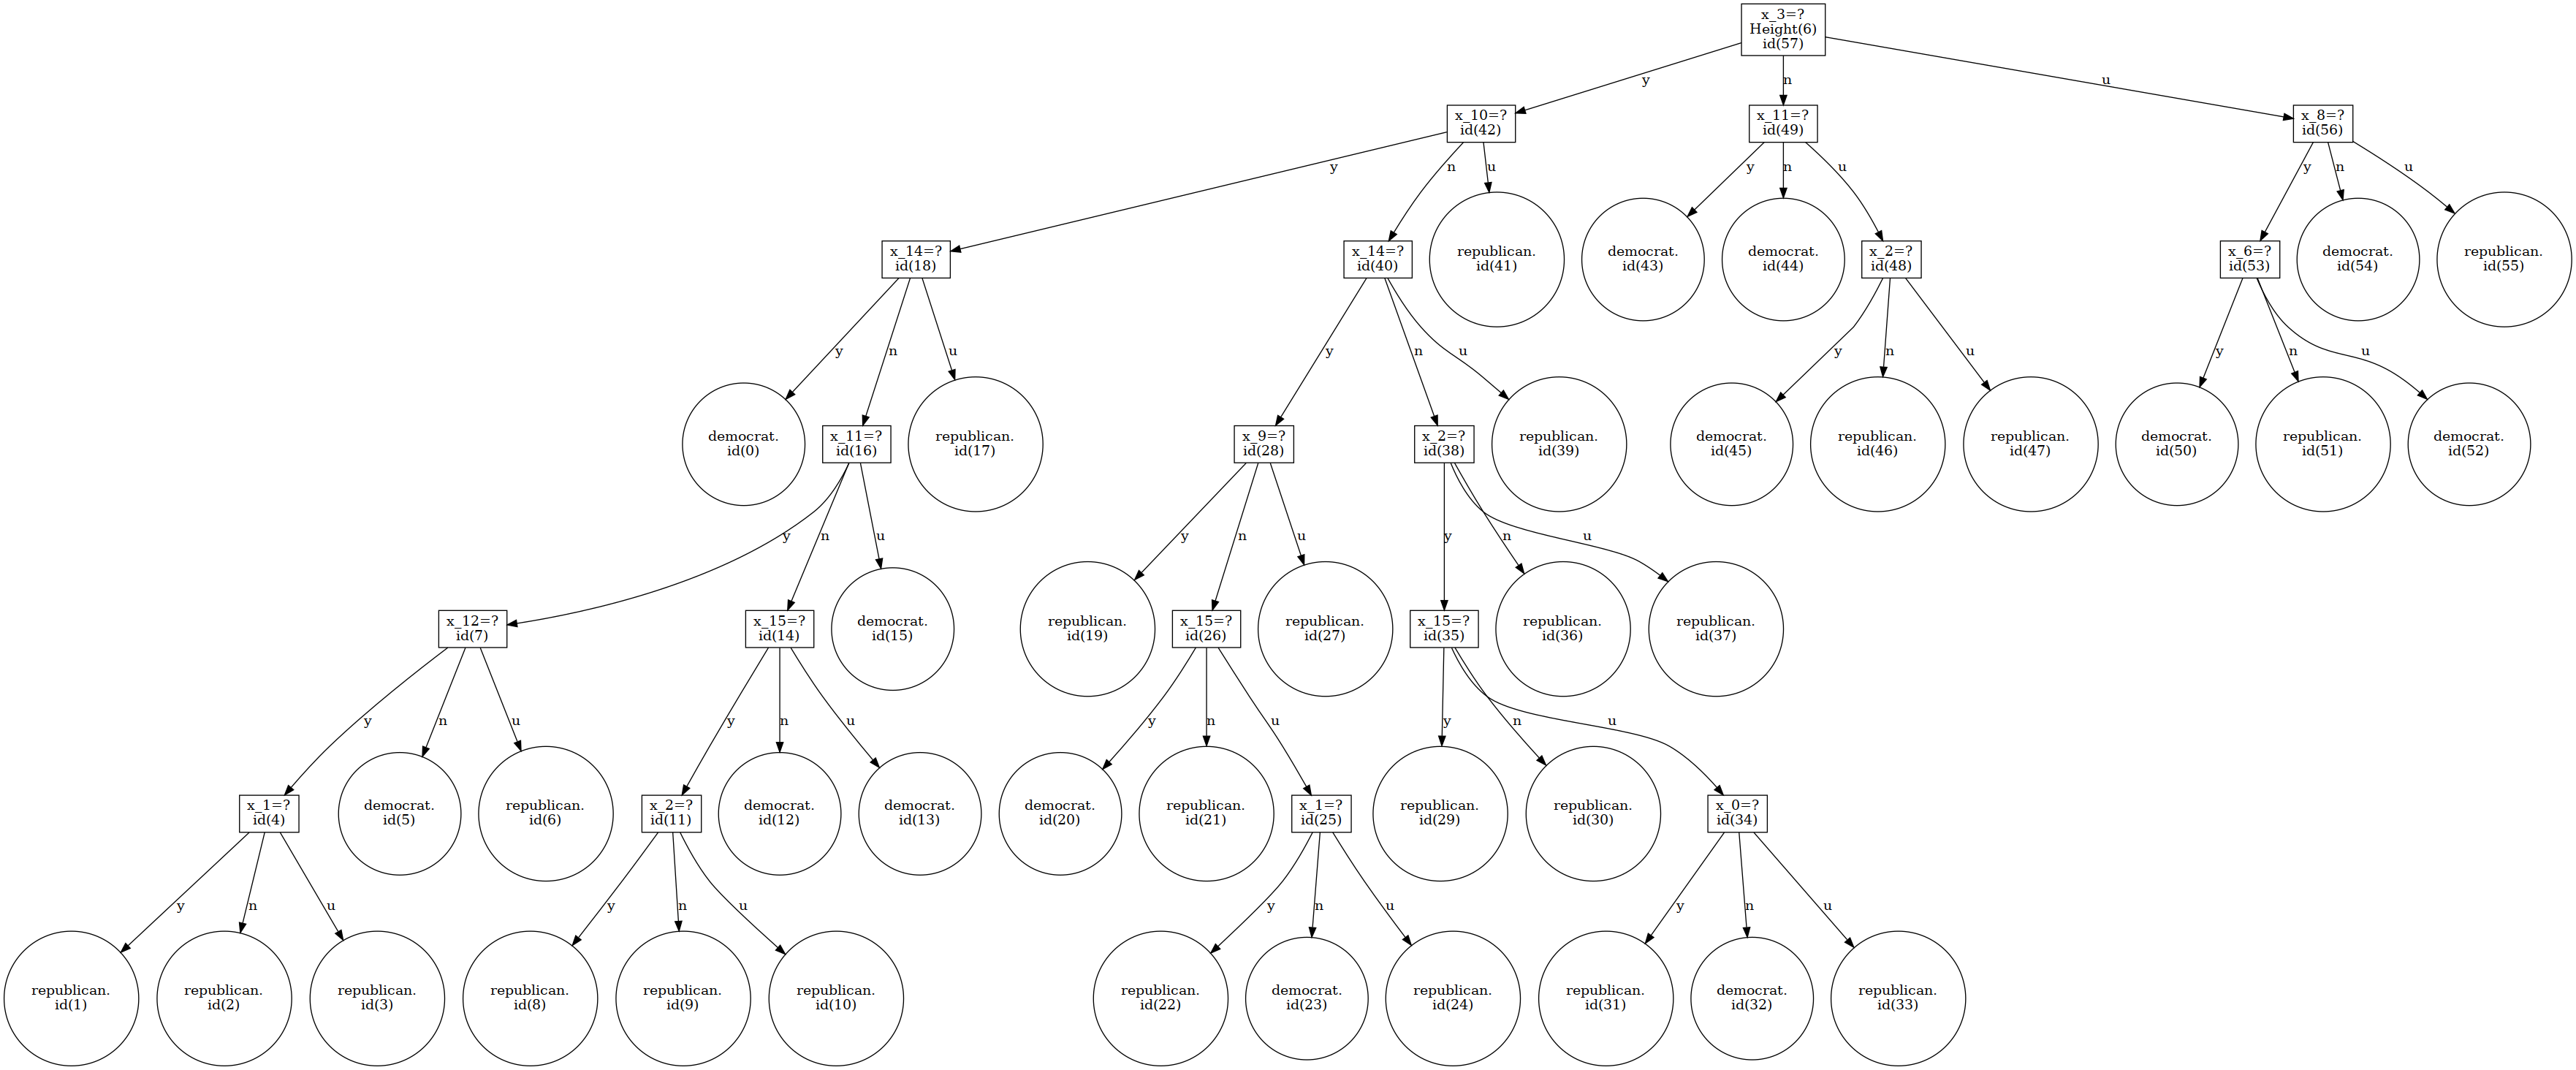 x_3=?
Height(6)
id(57)
y
n
u
x_10=?
id(42)
x_11=?
id(49)
x_8=?
id(56)
y
n
u
y
n
u
y
n
u
x_14=?
id(18)
x_14=?
id(40)
republican.
id(41)
democrat.
id(43)
democrat.
id(44)
x_2=?
id(48)
x_6=?
id(53)
democrat.
id(54)
republican.
id(55)
y
n
u
y
n
u
y
n
u
y
n
u
democrat.
id(0)
x_11=?
id(16)
republican.
id(17)
x_9=?
id(28)
x_2=?
id(38)
republican.
id(39)
democrat.
id(45)
republican.
id(46)
republican.
id(47)
democrat.
id(50)
republican.
id(51)
democrat.
id(52)
y
n
u
y
n
u
y
n
u
x_12=?
id(7)
x_15=?
id(14)
democrat.
id(15)
republican.
id(19)
x_15=?
id(26)
republican.
id(27)
x_15=?
id(35)
republican.
id(36)
republican.
id(37)
y
n
u
y
n
u
y
n
u
y
n
u
x_1=?
id(4)
democrat.
id(5)
republican.
id(6)
x_2=?
id(11)
democrat.
id(12)
democrat.
id(13)
democrat.
id(20)
republican.
id(21)
x_1=?
id(25)
republican.
id(29)
republican.
id(30)
x_0=?
id(34)
y
n
u
y
n
u
y
n
u
y
n
u
republican.
id(1)
republican.
id(2)
republican.
id(3)
republican.
id(8)
republican.
id(9)
republican.
id(10)
republican.
id(22)
democrat.
id(23)
republican.
id(24)
republican.
id(31)
democrat.
id(32)
republican.
id(33)